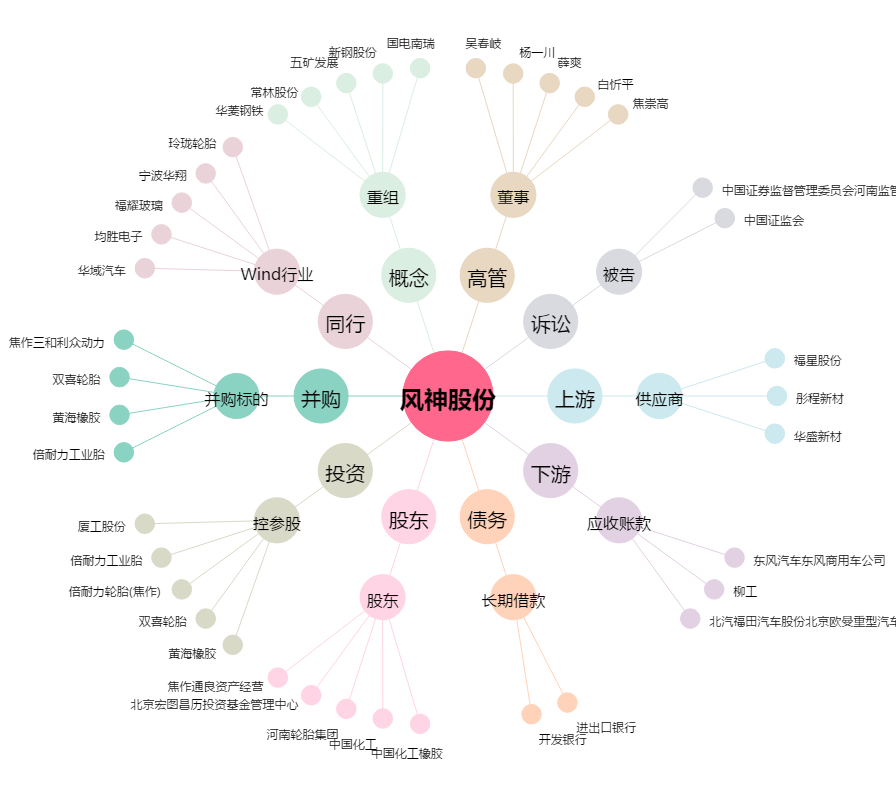 国电南瑞
新钢股份
五矿发展
常林股份
华菱钢铁
重组
概念
吴春岐
杨一川
薛爽
白忻平
焦崇高
董事
高管
玲珑轮胎
宁波华翔
福耀玻璃
均胜电子
华域汽车
Wind行业
同行
中国证券监督管理委员会河南监管
中国证监会
被告
诉讼
焦作三和利众动力
双喜轮胎
黄海橡胶
倍耐力工业胎
并购标的
并购
风神股份
上游
供应商
福星股份
彤程新材
华盛新材
投资
控参股
厦工股份
倍耐力工业胎
倍耐力轮胎(焦作)
双喜轮胎
黄海橡胶
下游
应收账款
东风汽车东风商用车公司
柳工
北汽福田汽车股份北京欧曼重型汽车
股东
股东
焦作通良资产经营
北京宏图昌历投资基金管理中心
河南轮胎集团
中国化工
中国化工橡胶
债务
长期借款
进出口银行
开发银行